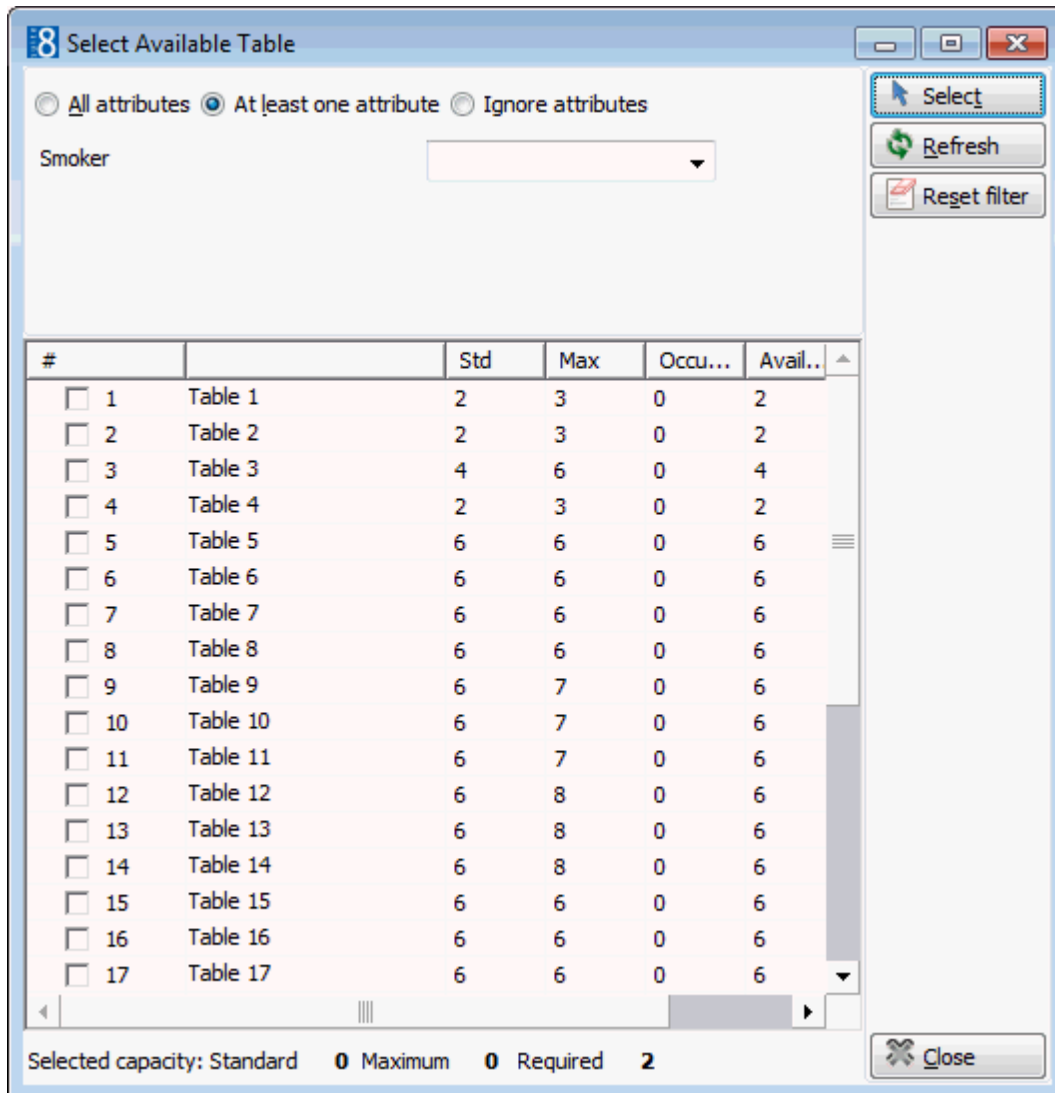 8 Select Available Table
All attributes At least one attribute Ignore attributes
Smoker
Select
Refresh
Reset filter
# Std Max Occu... Avail...
1 Table 1 2 3 0 2
2 Table 2 2 3 0 2
3 Table 3 4 6 0 4
4 Table 4 2 3 0 2
5 Table 5 6 6 0 6
6 Table 6 6 6 0 6
7 Table 7 6 6 0 6
8 Table 8 6 6 0 6
9 Table 9 6 7 0 6
10 Table 10 6 7 0 6
11 Table 11 6 7 0 6
12 Table 12 6 8 0 6
13 Table 13 6 8 0 6
14 Table 14 6 8 0 6
15 Table 15 6 6 0 6
16 Table 16 6 6 0 6
17 Table 17 6 6 0 6
Selected capacity: Standard 0 Maximum 0 Required 2
Close